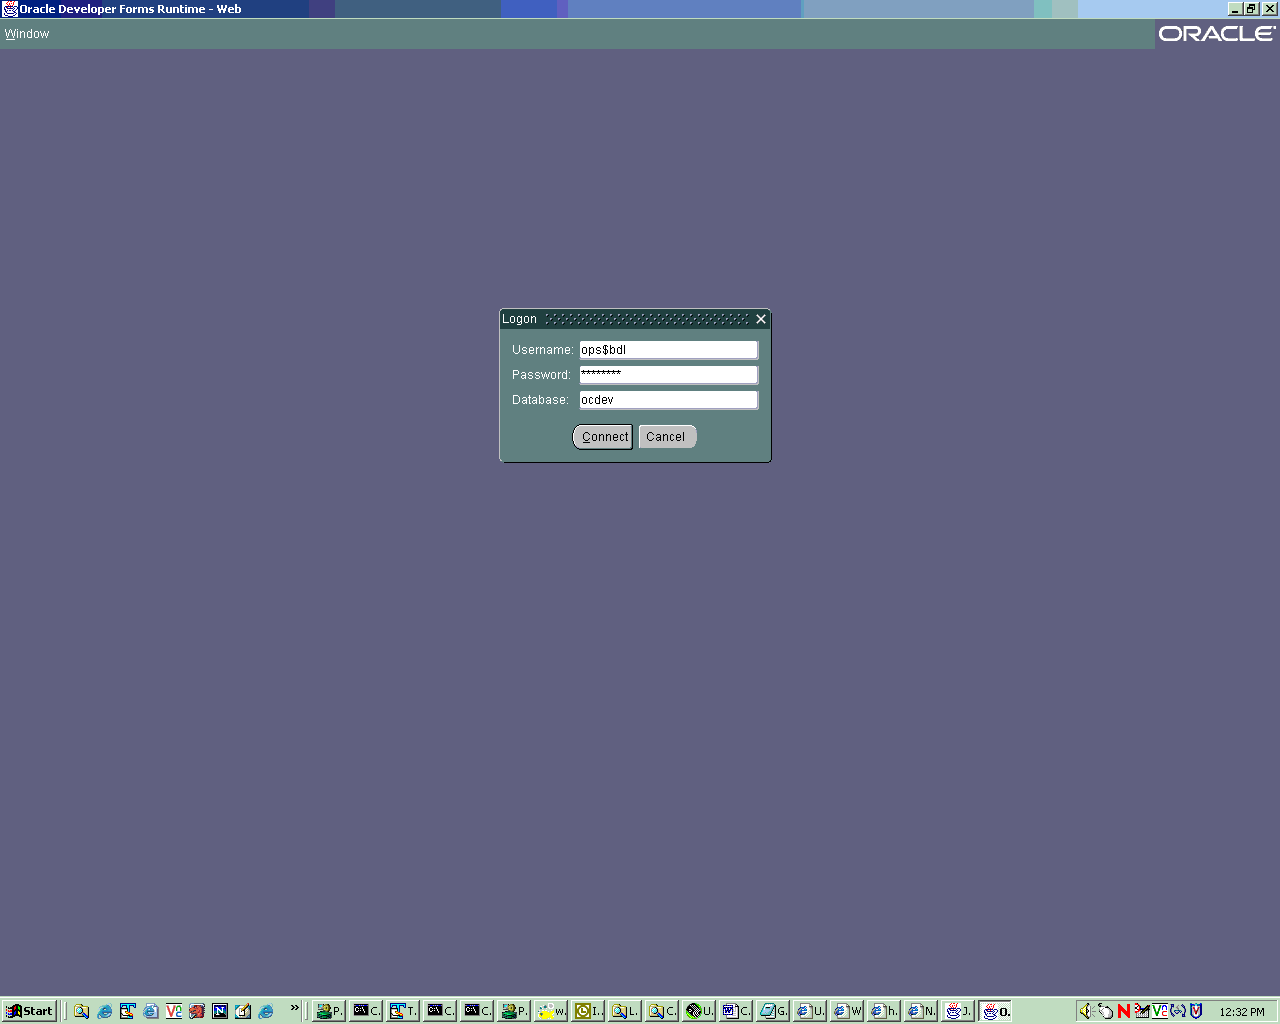 Oracle Developer Forms Runtime - Web
Window
ORACLE
Logon
Username: ops$bdl
Password: ********
Database: ocdev
Connect Cancel
Start P. C. T. C. C. P. w. I. L. C. U. C. G. U. W h. N. J. O. 12:32 PM